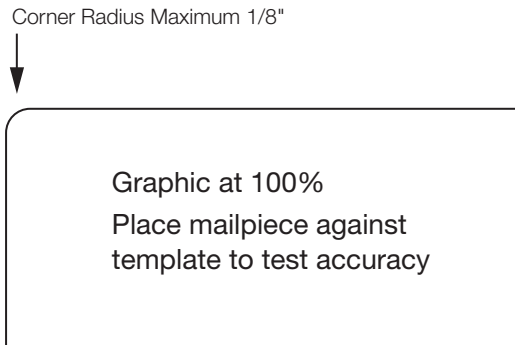 Corner Radius Maximum 1/8"
Graphic at 100%
Place mailpiece against
template to test accuracy